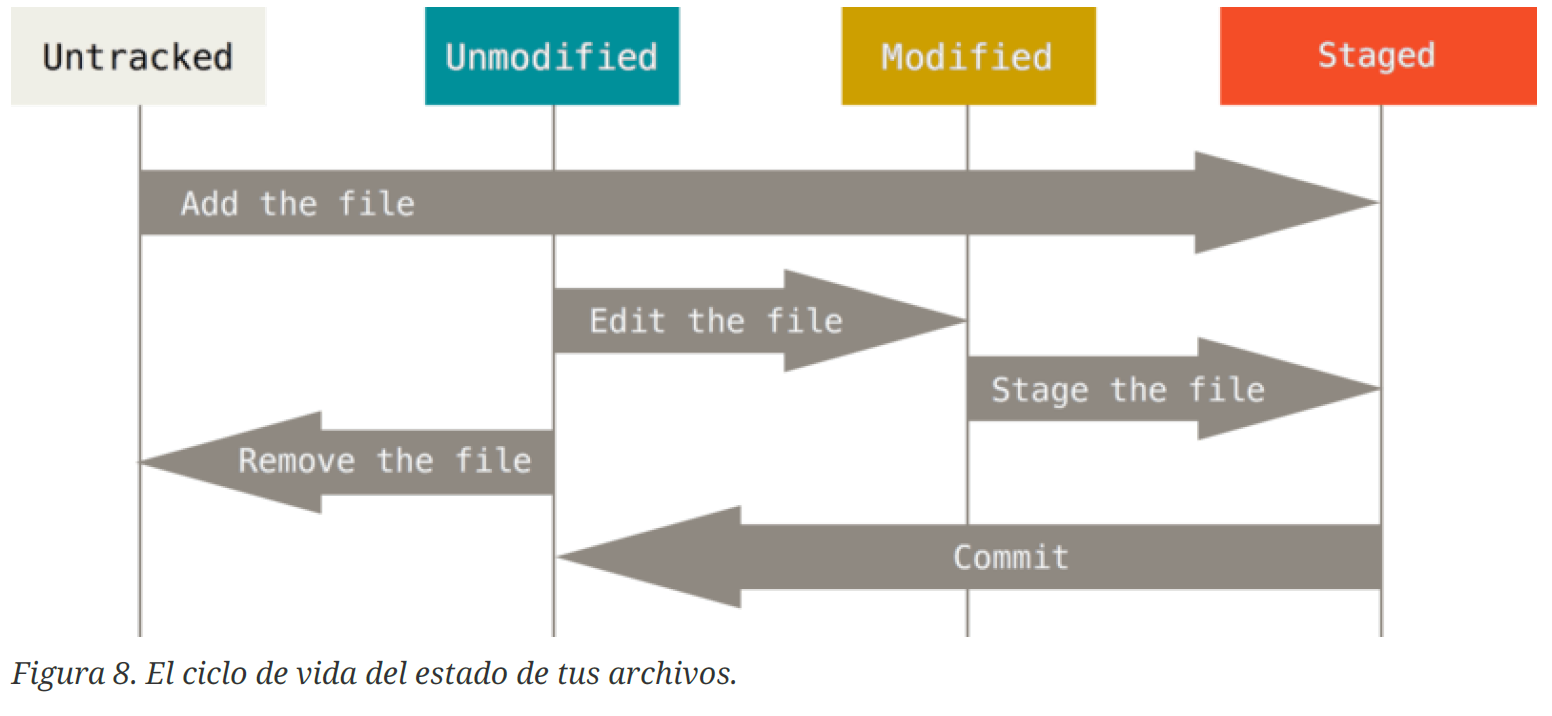 Untracked
Unmodified
Modified
Staged
Add the file
Edit the file
Stage the file
Remove the file
Commit
Figura 8. El ciclo de vida del estado de tus archivos.